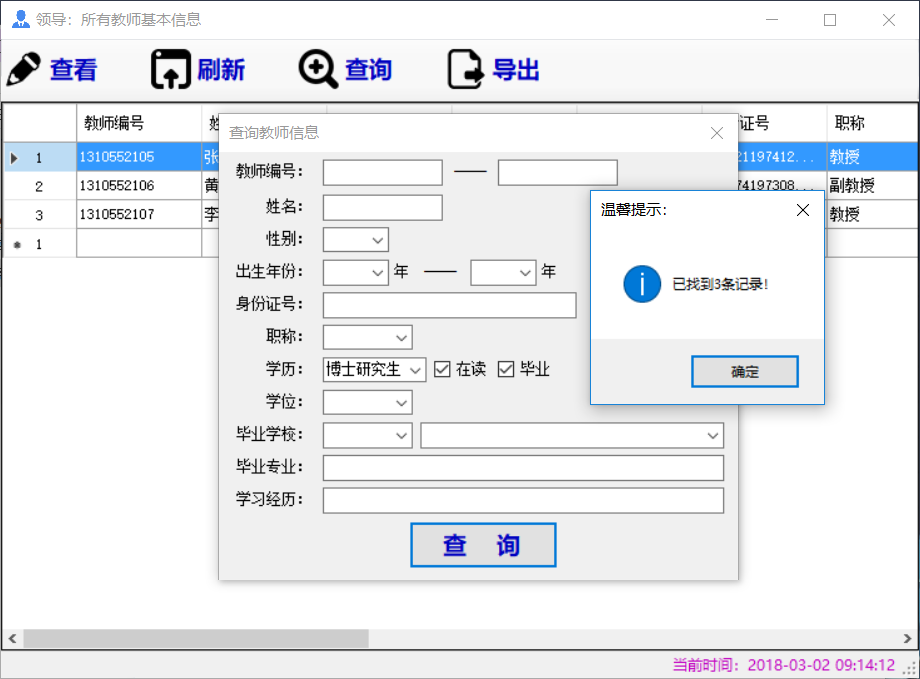 领导：所有教师基本信息
查看 刷新 查询 导出
教师编号 姓 证号 职称
1 1310552105 张 21197412... 教授
2 1310552106 黄 74197308... 副教授
3 1310552107 李 教授
1
查询教师信息
教师编号：
姓名：
性别：
出生年份： 年 —— 年
身份证号：
职称：
学历： 博士研究生 在读 毕业
学位：
毕业学校：
毕业专业：
学习经历：
查 询
温馨提示:
已找到3条记录!
确定
当前时间：2018-03-02 09:14:12